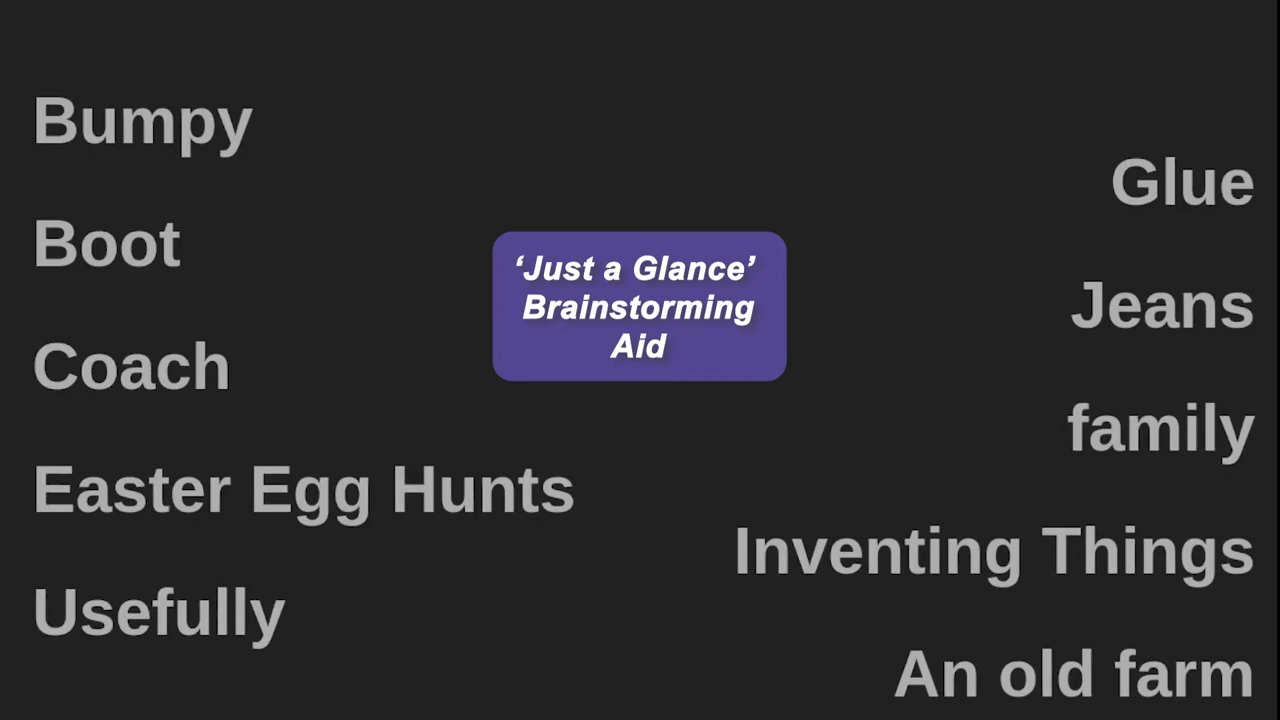 Bumpy
Glue
Boot
‘Just a Glance’
Brainstorming
Aid
Jeans
Coach
family
Easter Egg Hunts
Inventing Things
Usefully
An old farm